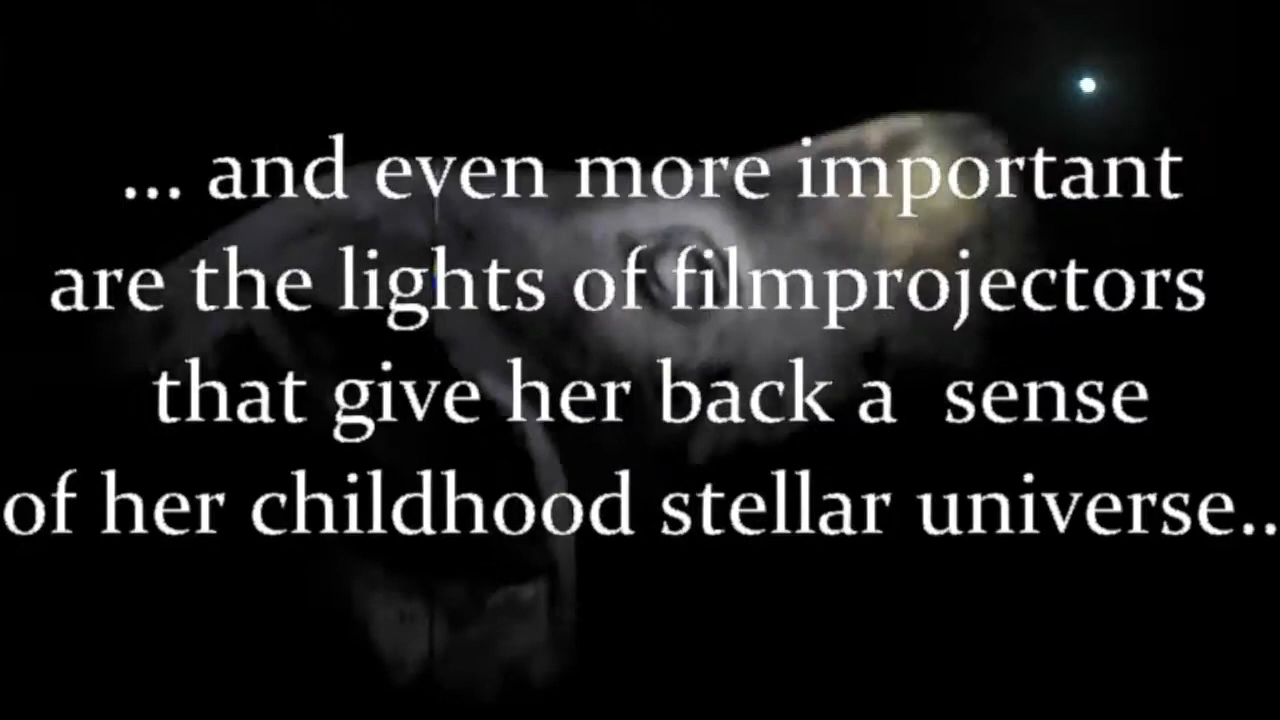 ... and even more important
are the lights of filmprojectors
that give her back a  sense
of her childhood stellar universe..